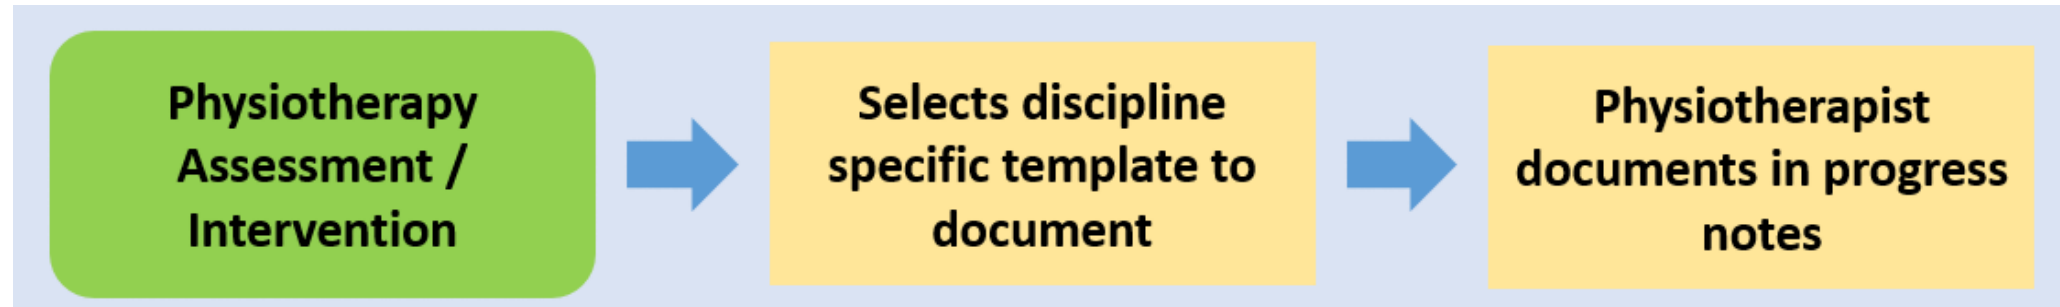 Physiotherapy
Assessment /
Intervention
Selects discipline
specific template to
document
Physiotherapist
documents in progress
notes